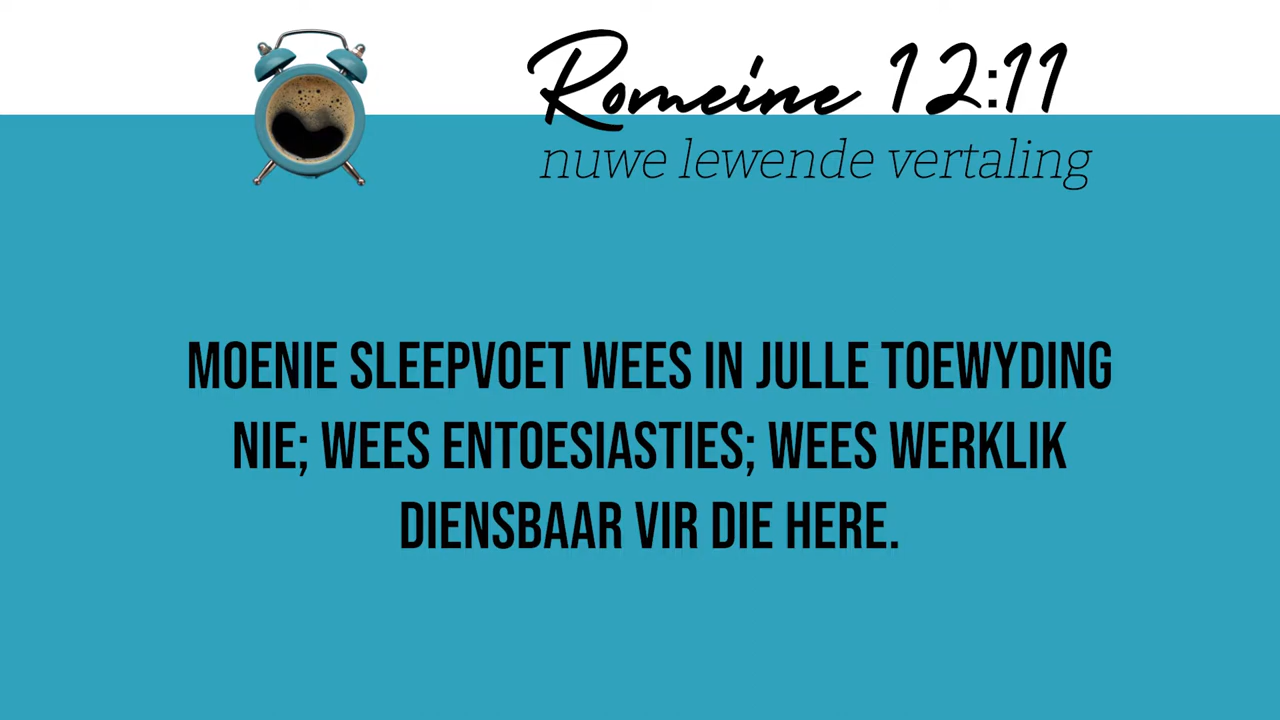 Romeine 12:11
nuwe lewende vertaling
MOENIE SLEEPVOET WEES IN JULLE TOEWYDING
NIE; WEES ENTOESIASTIES; WEES WERKLIK
DIENSBAAR VIR DIE HERE.